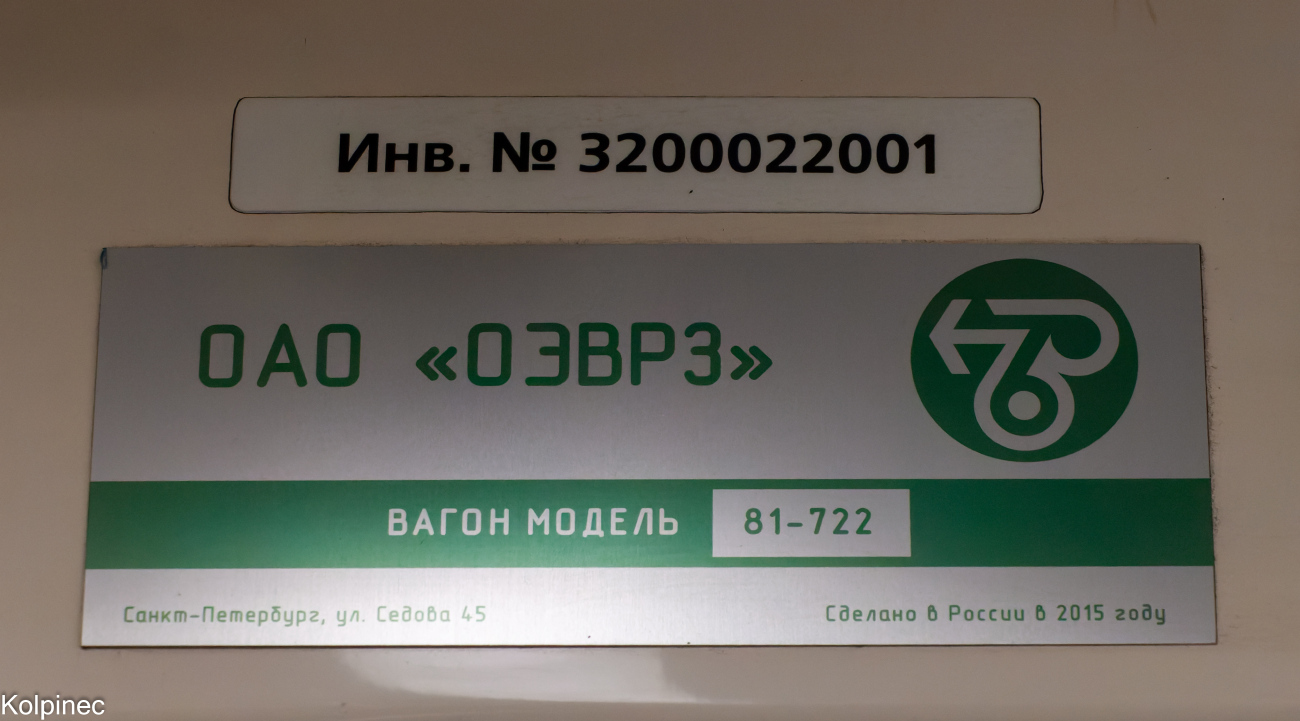 Инв. № 3200022001
ОАО «ОЭВРЗ»
ВАГОН МОДЕЛЬ 81-722
Санкт-Петербург, ул. Седова 45
Сделано в России в 2015 году
Kolpinec